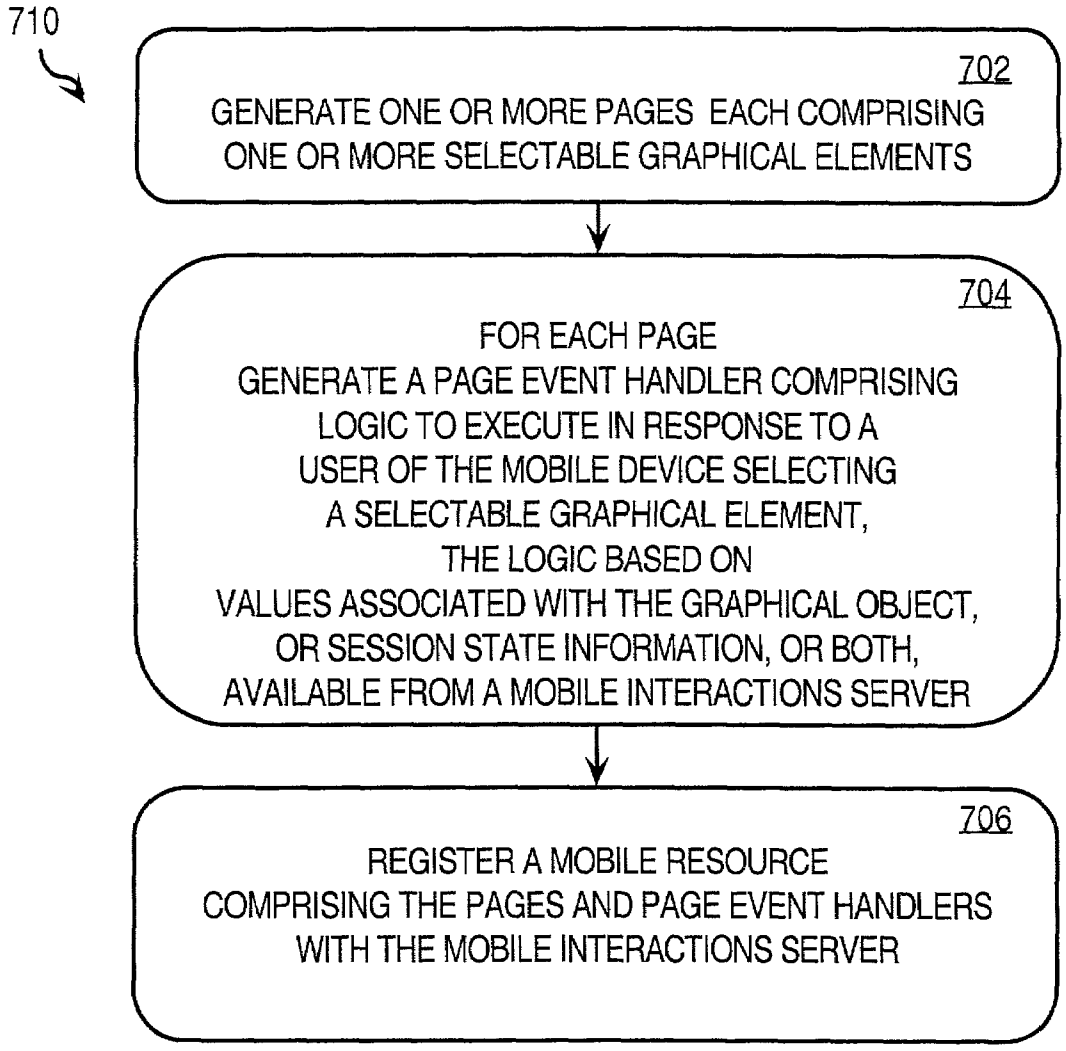 710
702
GENERATE ONE OR MORE PAGES EACH COMPRISING
ONE OR MORE SELECTABLE GRAPHICAL ELEMENTS
704
FOR EACH PAGE
GENERATE A PAGE EVENT HANDLER COMPRISING
LOGIC TO EXECUTE IN RESPONSE TO A
USER OF THE MOBILE DEVICE SELECTING
A SELECTABLE GRAPHICAL ELEMENT,
THE LOGIC BASED ON
VALUES ASSOCIATED WITH THE GRAPHICAL OBJECT,
OR SESSION STATE INFORMATION, OR BOTH,
AVAILABLE FROM A MOBILE INTERACTIONS SERVER
706
REGISTER A MOBILE RESOURCE
COMPRISING THE PAGES AND PAGE EVENT HANDLERS
WITH THE MOBILE INTERACTIONS SERVER